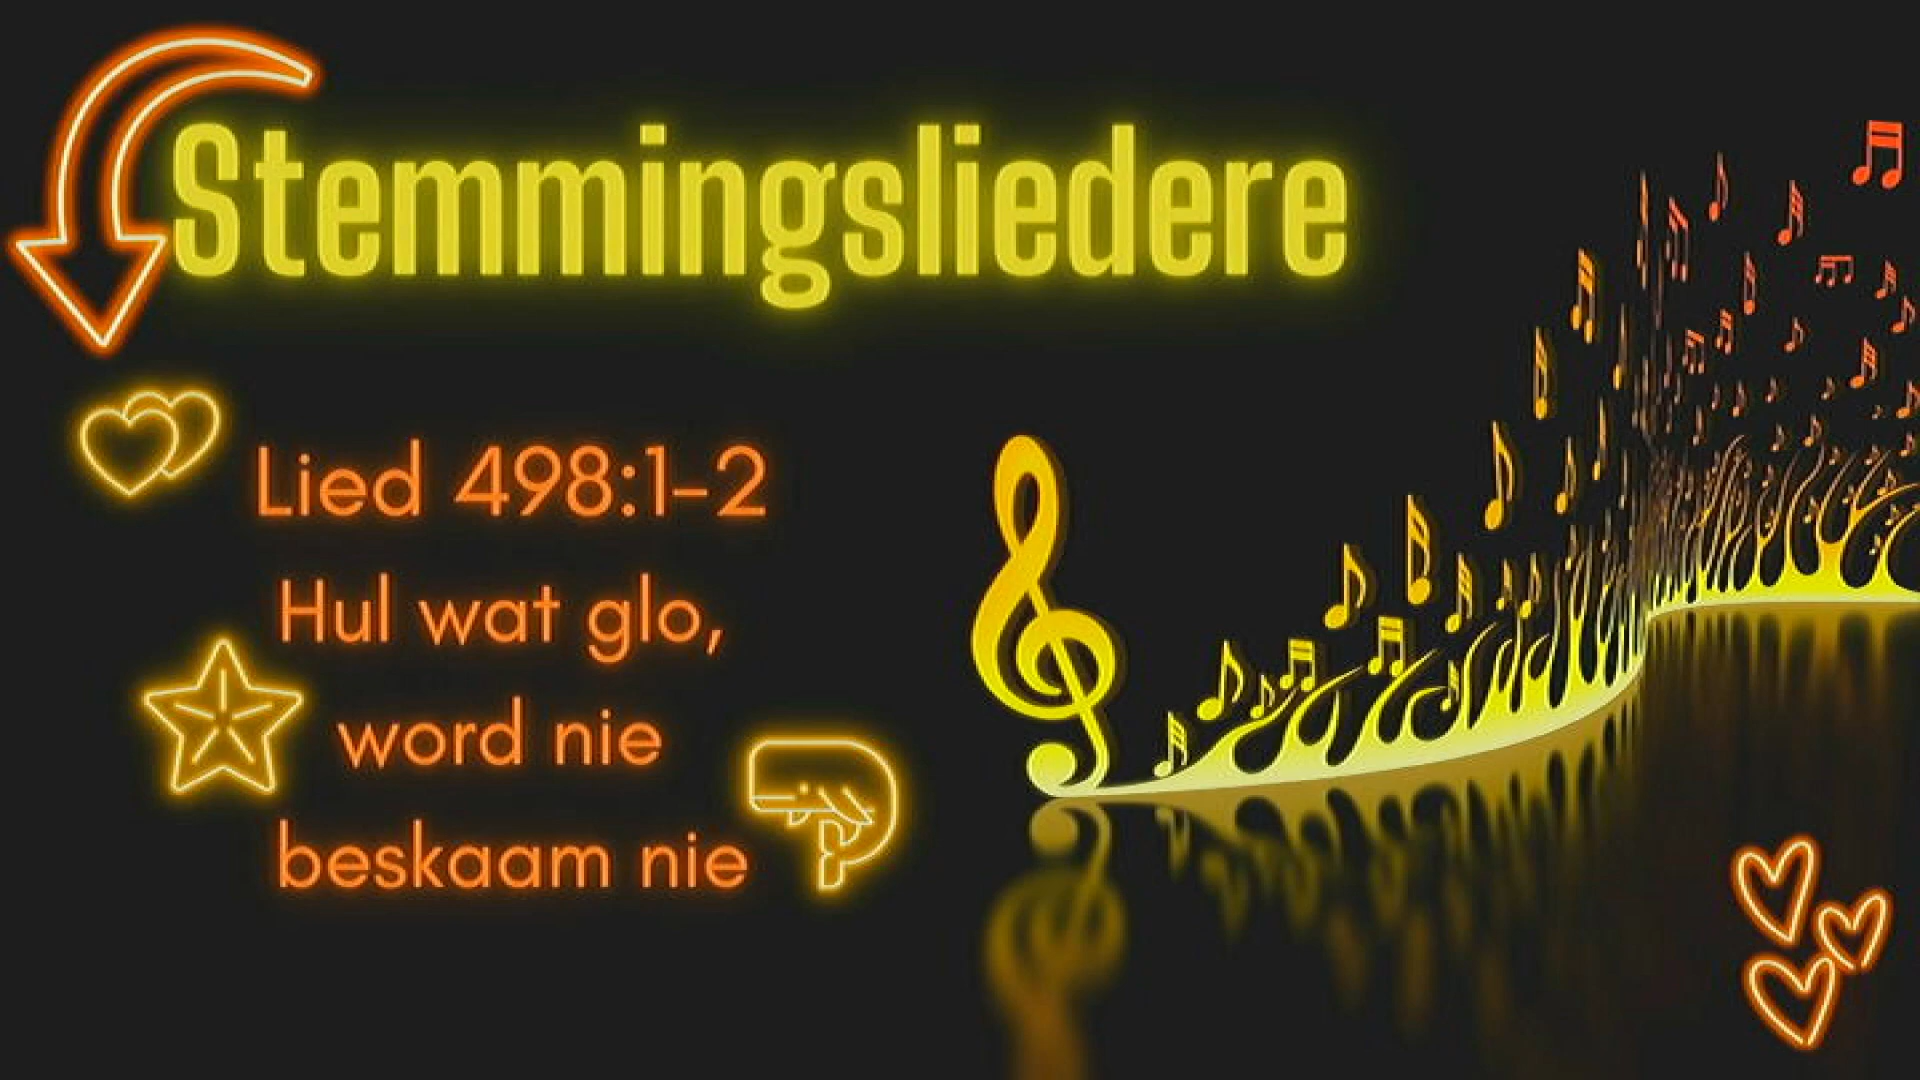 Stemmingsliedere
Lied 498:1-2
Hul wat glo,
word nie
beskaam nie